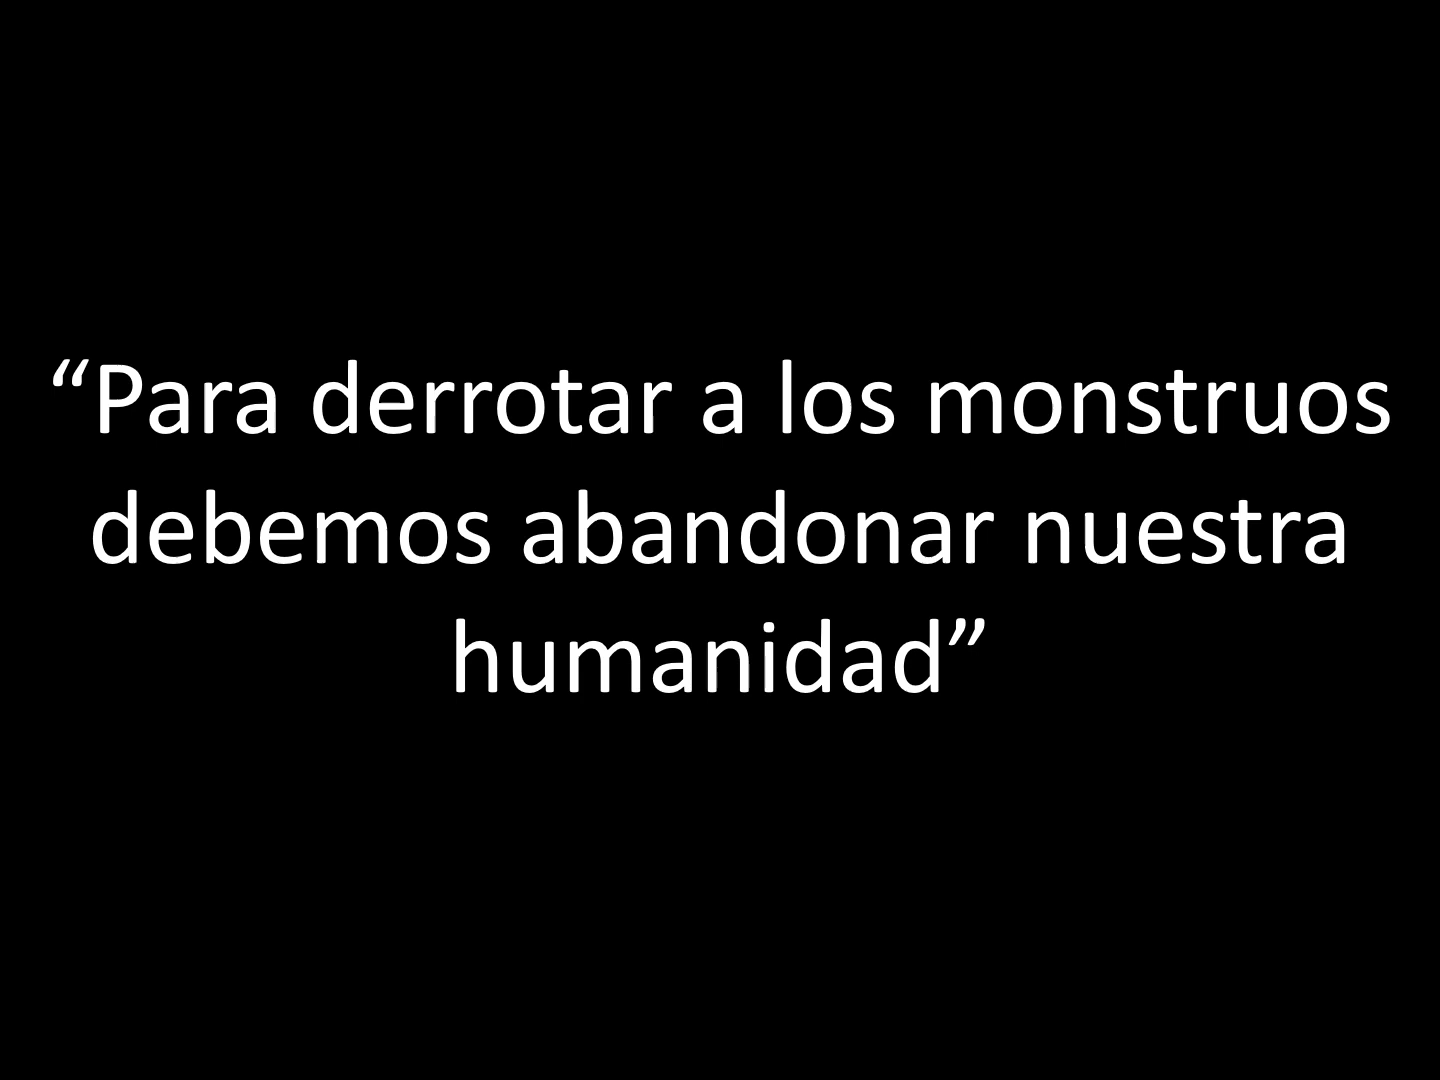 “Para derrotar a los monstruos
debemos abandonar nuestra
humanidad”